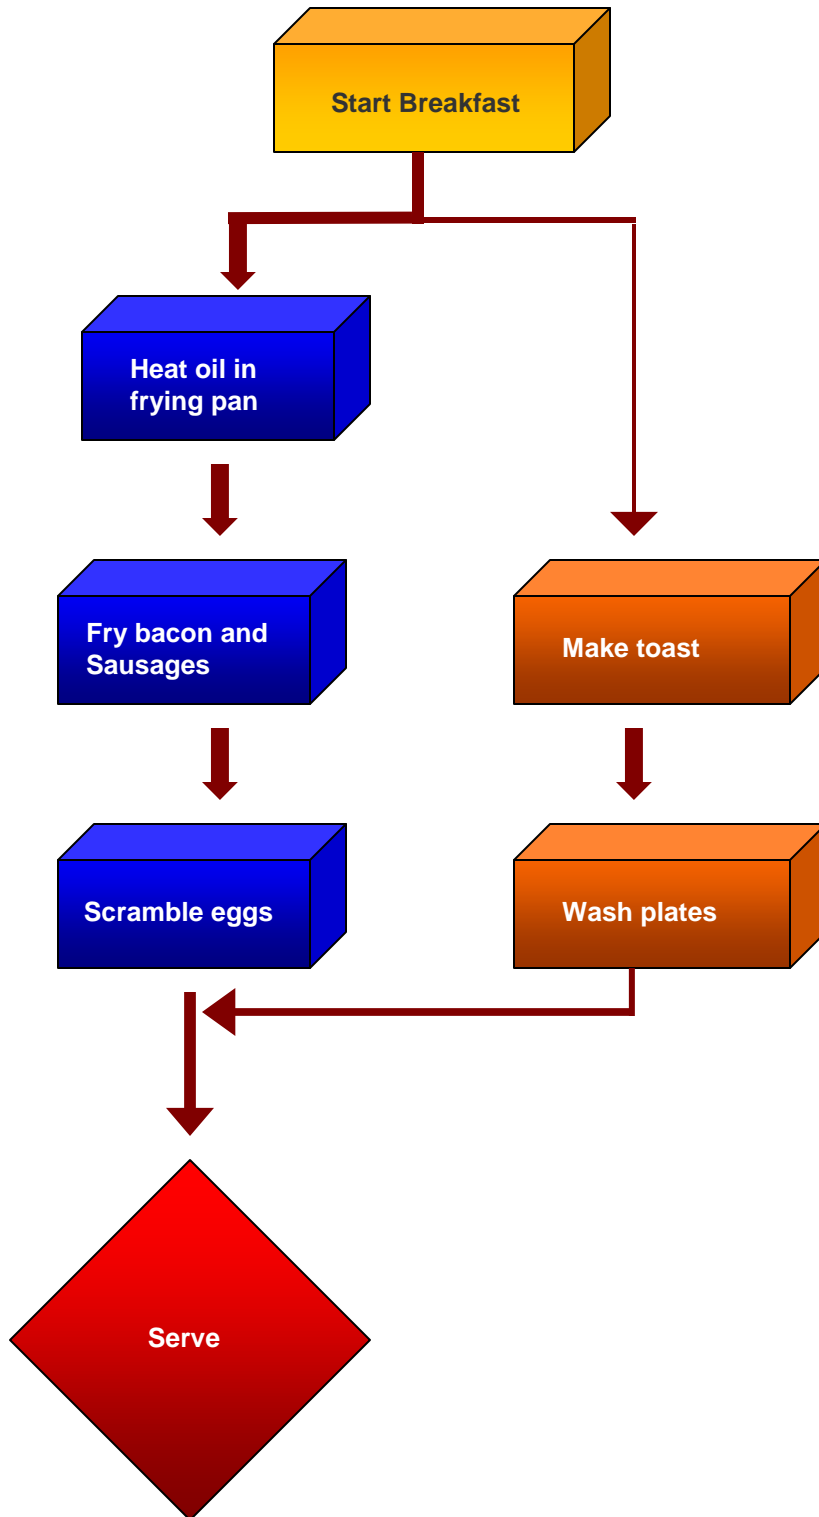 Start Breakfast
Heat oil in
frying pan
Fry bacon and
Sausages
Make toast
Scramble eggs
Wash plates
Serve